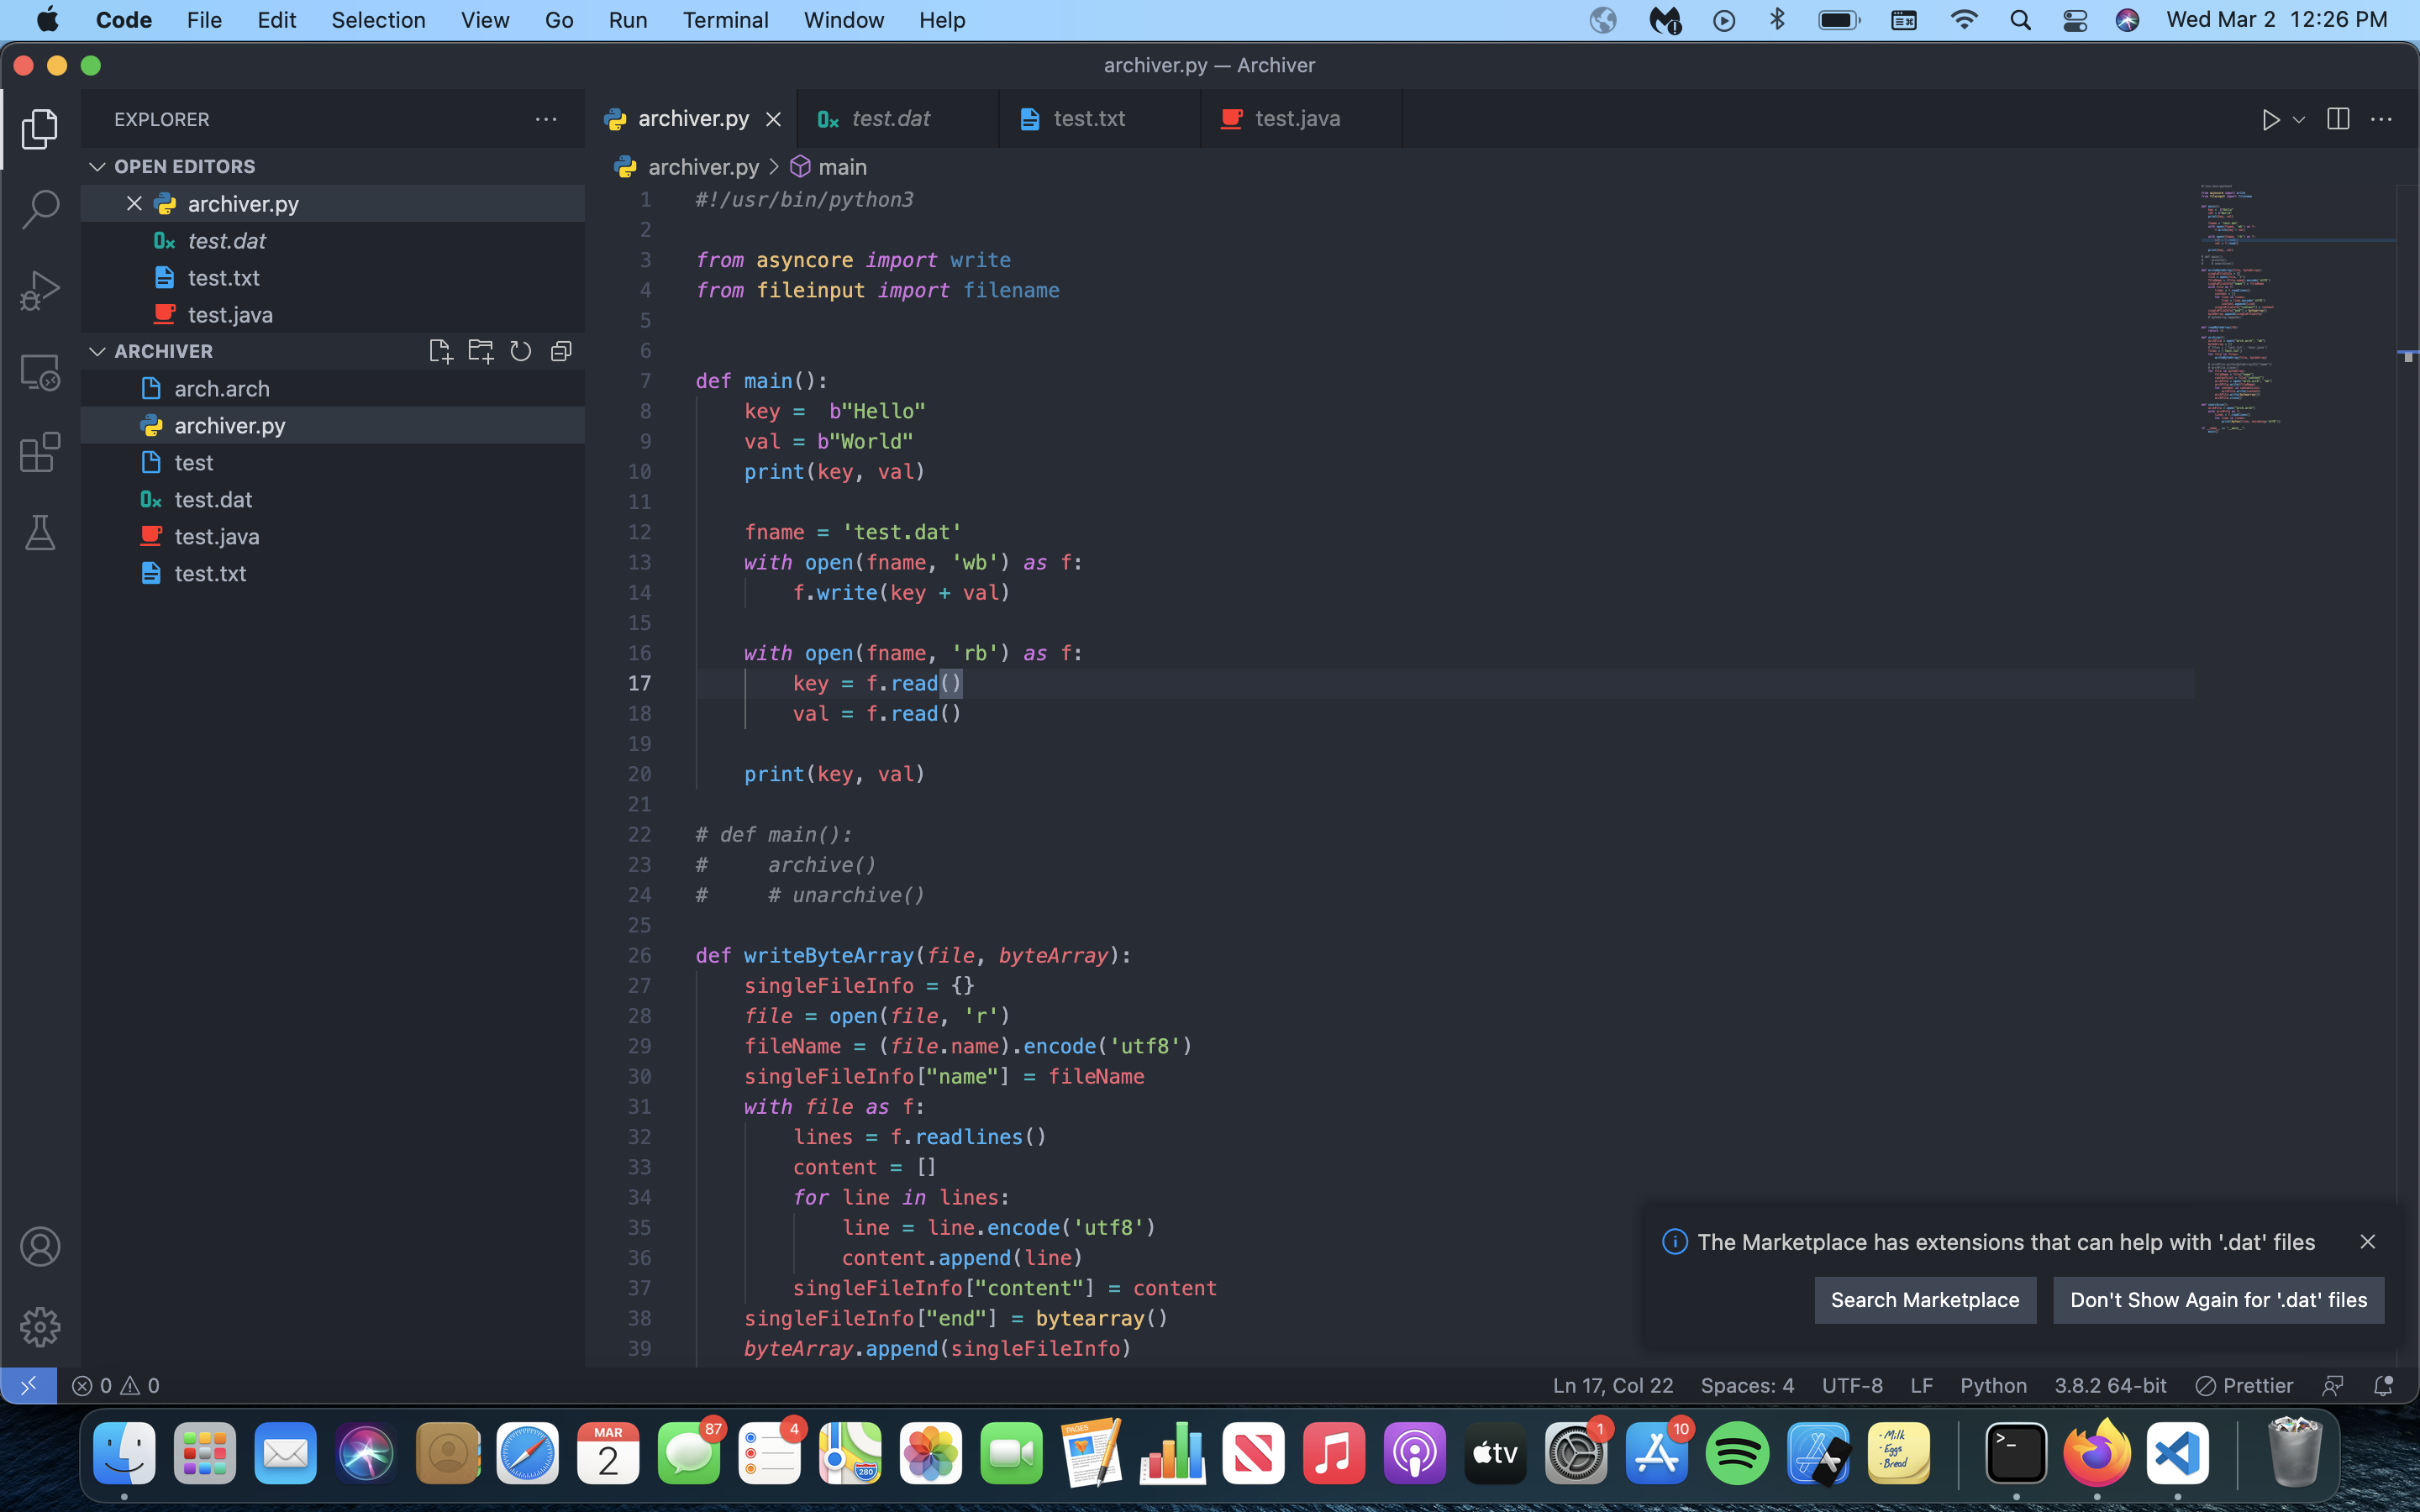 Code File Edit Selection View Go Run Terminal Window Help Wed Mar 2 12:26 PM
archiver.py — Archiver
EXPLORER
OPEN EDITORS
archiver.py
test.dat
test.txt
test.java
ARCHIVER
arch.arch
archiver.py
test
test.dat
test.java
test.txt
archiver.py test.dat test.txt test.java
archiver.py > main
1 #!/usr/bin/python3
2
3 from asyncore import write
4 from fileinput import filename
5
6
7 def main():
8     key =  b"Hello"
9     val = b"World"
10     print(key, val)
11
12     fname = 'test.dat'
13     with open(fname, 'wb') as f:
14         f.write(key + val)
15
16     with open(fname, 'rb') as f:
17         key = f.read()
18         val = f.read()
19
20     print(key, val)
21
22 # def main():
23 #     archive()
24 #     # unarchive()
25
26 def writeByteArray(file, byteArray):
27     singleFileInfo = {}
28     file = open(file, 'r')
29     fileName = (file.name).encode('utf8')
30     singleFileInfo["name"] = fileName
31     with file as f:
32         lines = f.readlines()
33         content = []
34         for line in lines:
35             line = line.encode('utf8')
36             content.append(line)
37         singleFileInfo["content"] = content
38     singleFileInfo["end"] = bytearray()
39     byteArray.append(singleFileInfo)
The Marketplace has extensions that can help with '.dat' files
Search Marketplace Don't Show Again for '.dat' files
0 0 Ln 17, Col 22 Spaces: 4 UTF-8 LF Python 3.8.2 64-bit Prettier
MAR
2
87
4
280
PAGES
tv
1
10
- Milk
- Eggs
- Bread
>_